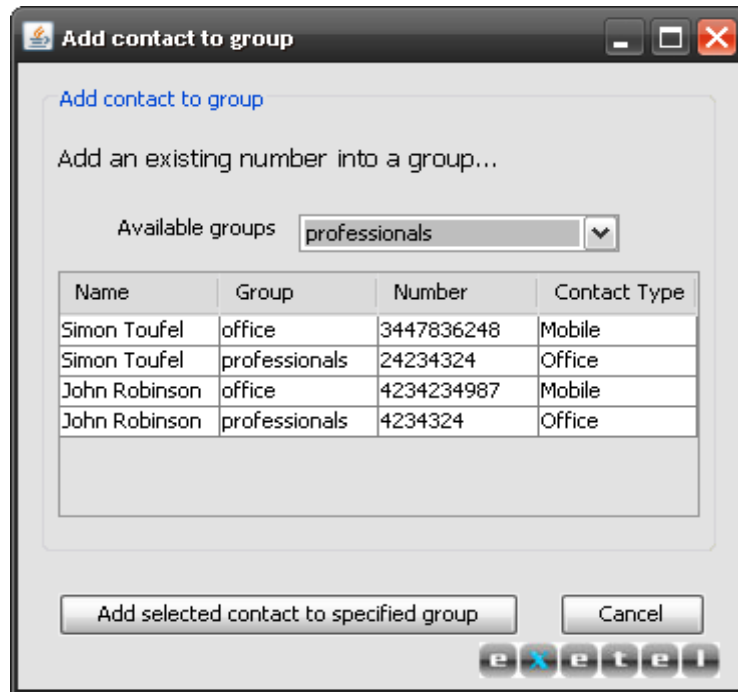 Add contact to group
Add contact to group
Add an existing number into a group...
Available groups professionals
Name Group Number Contact Type
Simon Toufel office 3447836248 Mobile
Simon Toufel professionals 24234324 Office
John Robinson office 4234234987 Mobile
John Robinson professionals 4234324 Office
Add selected contact to specified group Cancel
exetel